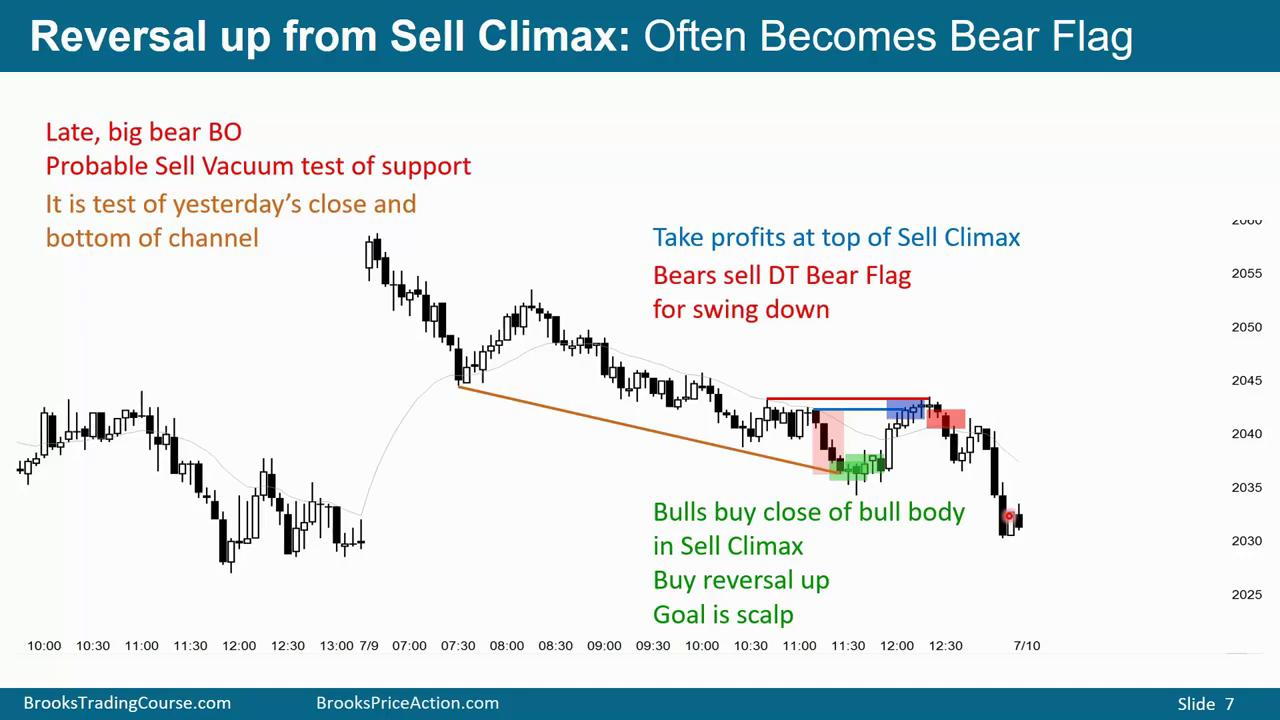 Reversal up from Sell Climax: Often Becomes Bear Flag
Late, big bear BO
Probable Sell Vacuum test of support
It is test of yesterday's close and
bottom of channel
Take profits at top of Sell Climax
Bears sell DT Bear Flag
for swing down
Bulls buy close of bull body
in Sell Climax
Buy reversal up
Goal is scalp
2060
2055
2050
2045
2040
2035
2030
2025
10:00 10:30 11:00 11:30 12:00 12:30 13:00 7/9 07:00 07:30 08:00 08:30 09:00 09:30 10:00 10:30 11:00 11:30 12:00 12:30 7/10
BrooksTradingCourse.com BrooksPriceAction.com Slide 7